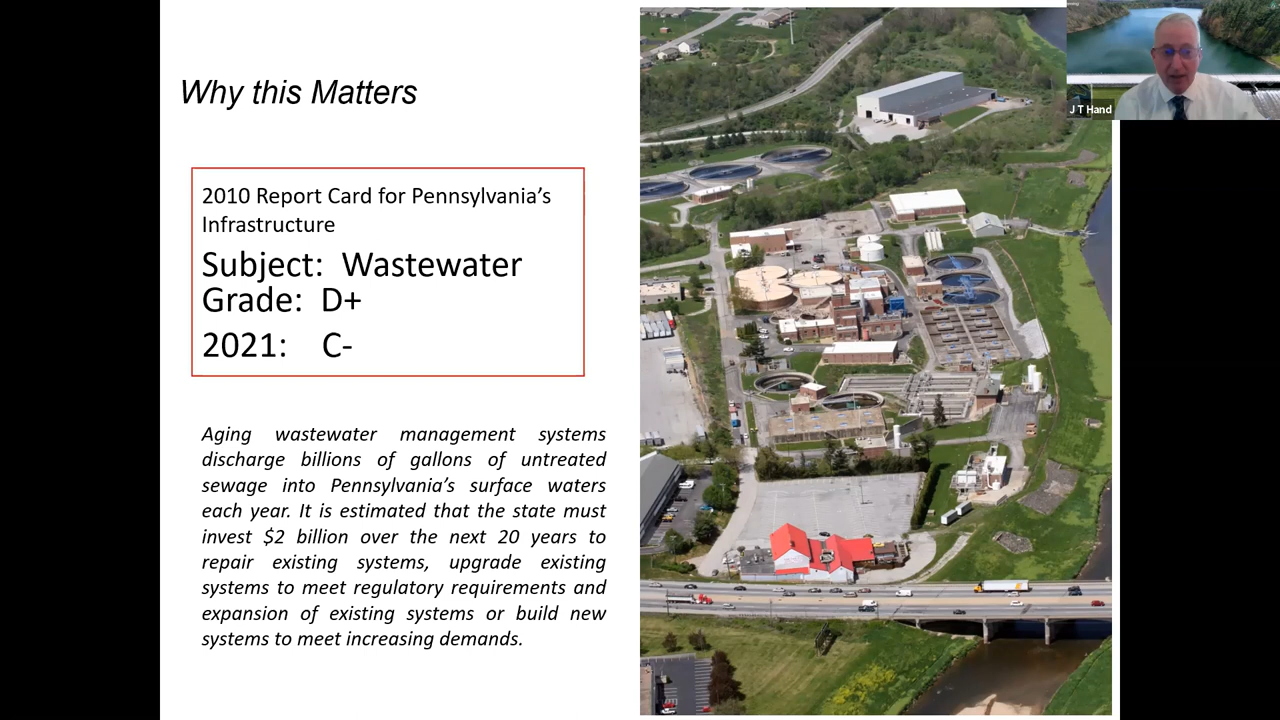 Why this Matters
2010 Report Card for Pennsylvania’s
Infrastructure
Subject:  Wastewater
Grade:  D+
2021:    C-
Aging wastewater management systems
discharge billions of gallons of untreated
sewage into Pennsylvania’s surface waters
each year. It is estimated that the state must
invest $2 billion over the next 20 years to
repair existing systems, upgrade existing
systems to meet regulatory requirements and
expansion of existing systems or build new
systems to meet increasing demands.
J T Hand